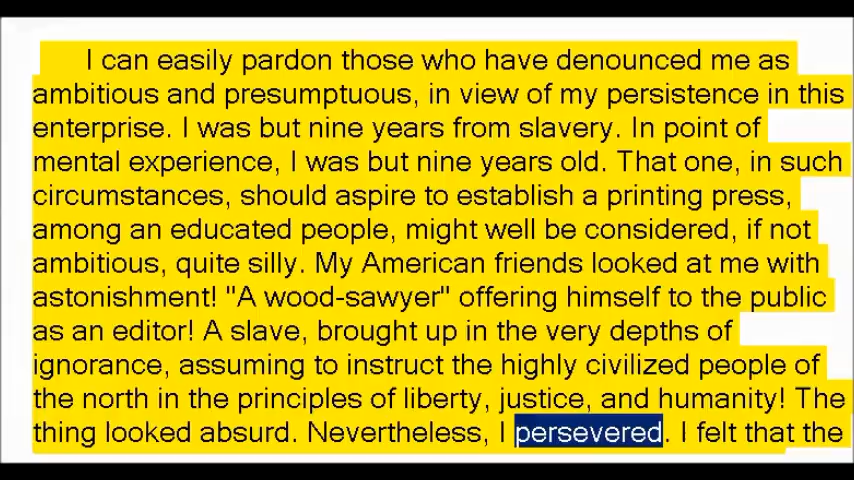 I can easily pardon those who have denounced me as
ambitious and presumptuous, in view of my persistence in this
enterprise. I was but nine years from slavery. In point of
mental experience, I was but nine years old. That one, in such
circumstances, should aspire to establish a printing press,
among an educated people, might well be considered, if not
ambitious, quite silly. My American friends looked at me with
astonishment! "A wood-sawyer" offering himself to the public
as an editor! A slave, brought up in the very depths of
ignorance, assuming to instruct the highly civilized people of
the north in the principles of liberty, justice, and humanity! The
thing looked absurd. Nevertheless, I persevered. I felt that the